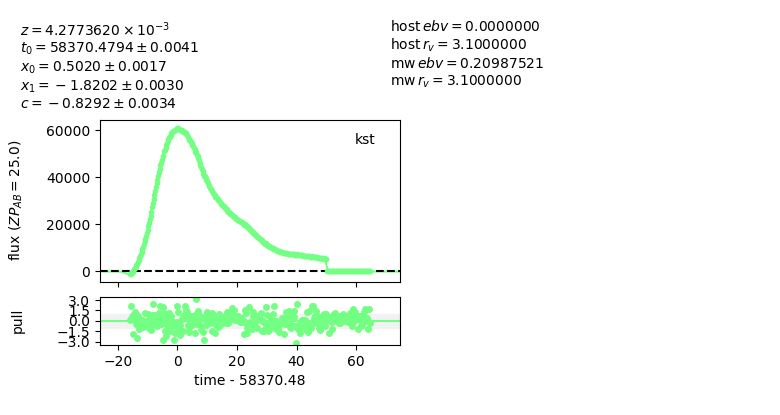 z = 4.2773620 × 10⁻³
t₀ = 58370.4794 ± 0.0041
x₀ = 0.5020 ± 0.0017
x₁ = −1.8202 ± 0.0030
c = −0.8292 ± 0.0034
host ebv = 0.0000000
host r_v = 3.1000000
mw ebv = 0.20987521
mw r_v = 3.1000000
60000
40000
20000
0
flux (ZP_AB = 25.0)
kst
3.0
1.5
0.0
−1.5
−3.0
pull
−20 0 20 40 60
time - 58370.48